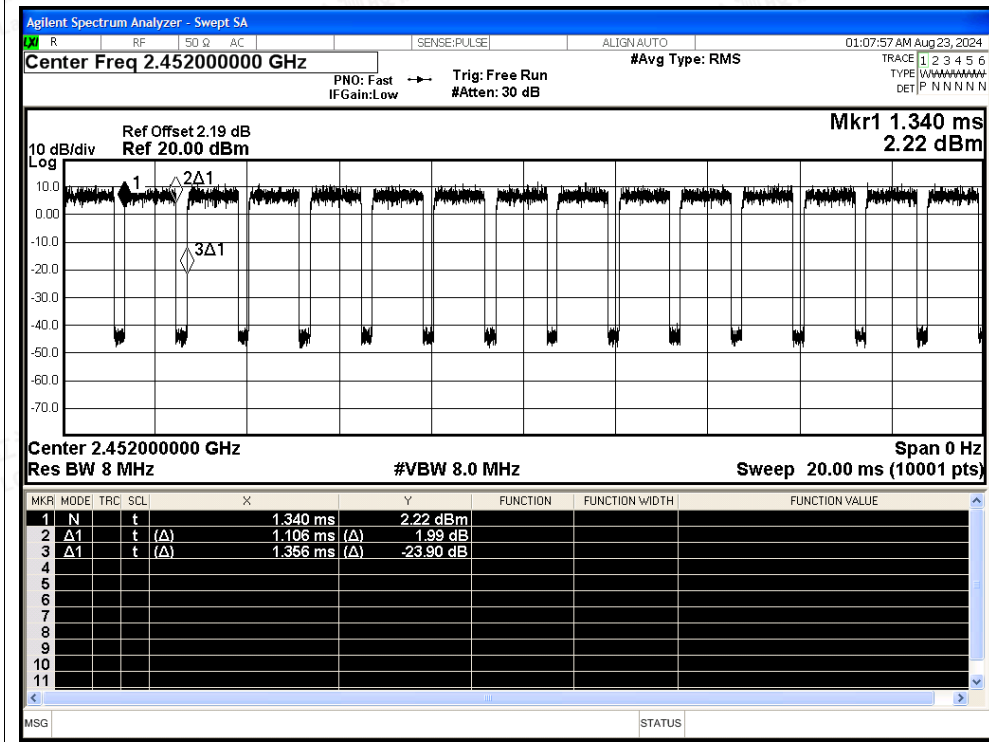 Agilent Spectrum Analyzer - Swept SA
LXI R RF 50 Ω AC SENSE:PULSE ALIGN AUTO 01:07:57 AM Aug 23, 2024
Center Freq 2.452000000 GHz #Avg Type: RMS TRACE 1 2 3 4 5 6
PNO: Fast Trig: Free Run TYPE WWWWWW
IFGain:Low #Atten: 30 dB DET P N N N N N
Mkr1 1.340 ms
Ref Offset 2.19 dB
10 dB/div Ref 20.00 dBm 2.22 dBm
Log
10.0
0.00
-10.0
-20.0
-30.0
-40.0
-50.0
-60.0
-70.0
1 2Δ1
3Δ1
Center 2.452000000 GHz Span 0 Hz
Res BW 8 MHz #VBW 8.0 MHz Sweep 20.00 ms (10001 pts)
MKR MODE TRC SCL X Y FUNCTION FUNCTION WIDTH FUNCTION VALUE
1 N t 1.340 ms 2.22 dBm
2 Δ1 t (Δ) 1.106 ms (Δ) 1.99 dB
3 Δ1 t (Δ) 1.356 ms (Δ) -23.90 dB
4
5
6
7
8
9
10
11
MSG STATUS